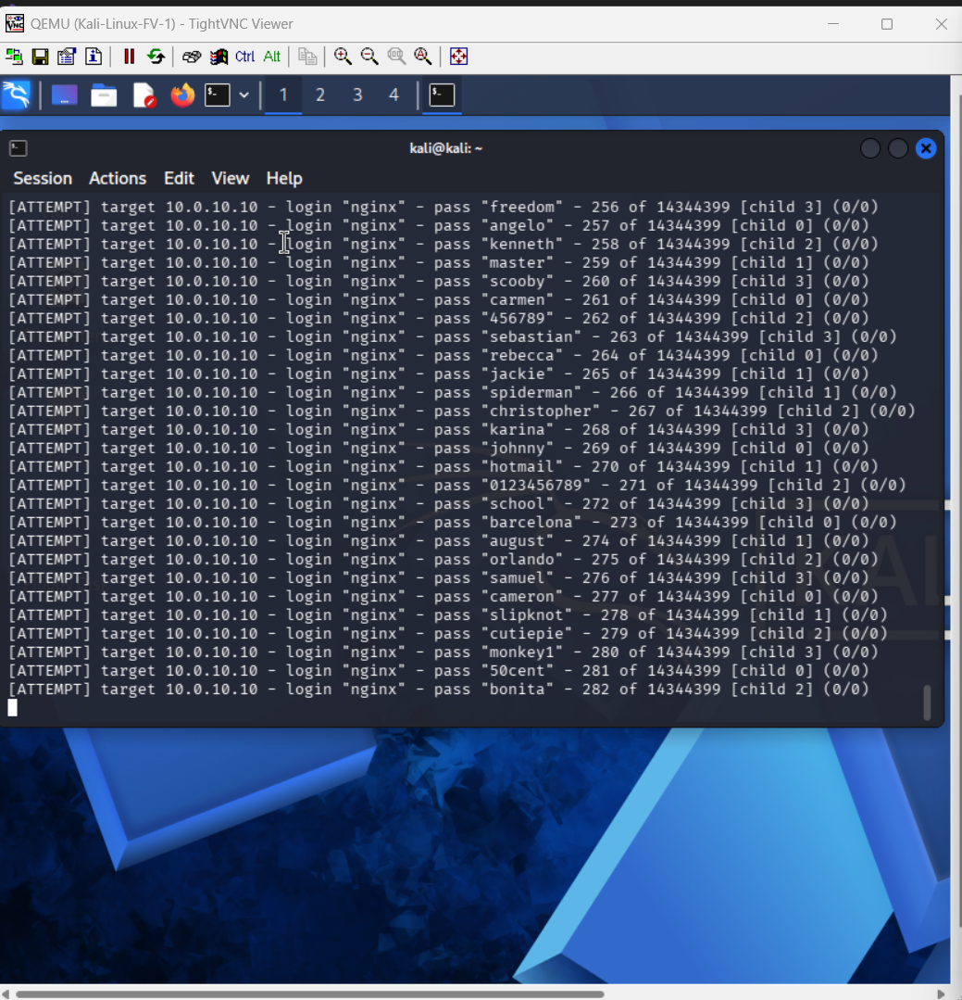 QEMU (Kali-Linux-FV-1) - TightVNC Viewer
Ctrl Alt
1 2 3 4
kali@kali: ~
Session Actions Edit View Help
[ATTEMPT] target 10.0.10.10 - login "nginx" - pass "freedom" - 256 of 14344399 [child 3] (0/0)
[ATTEMPT] target 10.0.10.10 - login "nginx" - pass "angelo" - 257 of 14344399 [child 0] (0/0)
[ATTEMPT] target 10.0.10.10 - login "nginx" - pass "kenneth" - 258 of 14344399 [child 2] (0/0)
[ATTEMPT] target 10.0.10.10 - login "nginx" - pass "master" - 259 of 14344399 [child 1] (0/0)
[ATTEMPT] target 10.0.10.10 - login "nginx" - pass "scooby" - 260 of 14344399 [child 3] (0/0)
[ATTEMPT] target 10.0.10.10 - login "nginx" - pass "carmen" - 261 of 14344399 [child 0] (0/0)
[ATTEMPT] target 10.0.10.10 - login "nginx" - pass "456789" - 262 of 14344399 [child 2] (0/0)
[ATTEMPT] target 10.0.10.10 - login "nginx" - pass "sebastian" - 263 of 14344399 [child 3] (0/0)
[ATTEMPT] target 10.0.10.10 - login "nginx" - pass "rebecca" - 264 of 14344399 [child 0] (0/0)
[ATTEMPT] target 10.0.10.10 - login "nginx" - pass "jackie" - 265 of 14344399 [child 1] (0/0)
[ATTEMPT] target 10.0.10.10 - login "nginx" - pass "spiderman" - 266 of 14344399 [child 1] (0/0)
[ATTEMPT] target 10.0.10.10 - login "nginx" - pass "christopher" - 267 of 14344399 [child 2] (0/0)
[ATTEMPT] target 10.0.10.10 - login "nginx" - pass "karina" - 268 of 14344399 [child 3] (0/0)
[ATTEMPT] target 10.0.10.10 - login "nginx" - pass "johnny" - 269 of 14344399 [child 0] (0/0)
[ATTEMPT] target 10.0.10.10 - login "nginx" - pass "hotmail" - 270 of 14344399 [child 1] (0/0)
[ATTEMPT] target 10.0.10.10 - login "nginx" - pass "0123456789" - 271 of 14344399 [child 2] (0/0)
[ATTEMPT] target 10.0.10.10 - login "nginx" - pass "school" - 272 of 14344399 [child 3] (0/0)
[ATTEMPT] target 10.0.10.10 - login "nginx" - pass "barcelona" - 273 of 14344399 [child 0] (0/0)
[ATTEMPT] target 10.0.10.10 - login "nginx" - pass "august" - 274 of 14344399 [child 1] (0/0)
[ATTEMPT] target 10.0.10.10 - login "nginx" - pass "orlando" - 275 of 14344399 [child 2] (0/0)
[ATTEMPT] target 10.0.10.10 - login "nginx" - pass "samuel" - 276 of 14344399 [child 3] (0/0)
[ATTEMPT] target 10.0.10.10 - login "nginx" - pass "cameron" - 277 of 14344399 [child 0] (0/0)
[ATTEMPT] target 10.0.10.10 - login "nginx" - pass "slipknot" - 278 of 14344399 [child 1] (0/0)
[ATTEMPT] target 10.0.10.10 - login "nginx" - pass "cutiepie" - 279 of 14344399 [child 2] (0/0)
[ATTEMPT] target 10.0.10.10 - login "nginx" - pass "monkey1" - 280 of 14344399 [child 3] (0/0)
[ATTEMPT] target 10.0.10.10 - login "nginx" - pass "50cent" - 281 of 14344399 [child 0] (0/0)
[ATTEMPT] target 10.0.10.10 - login "nginx" - pass "bonita" - 282 of 14344399 [child 2] (0/0)